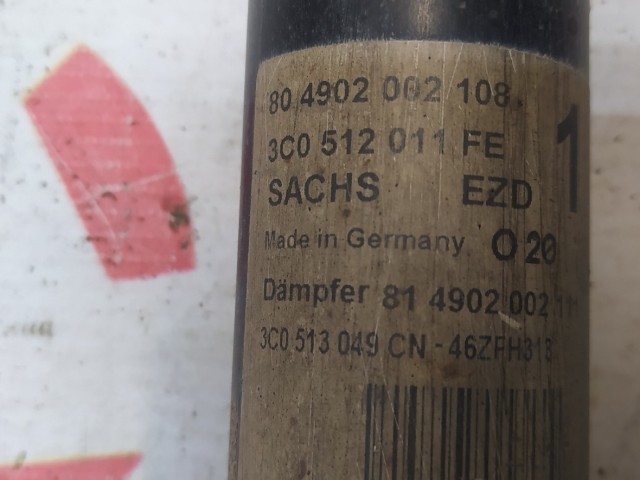 80 4902 002 108
3C0 512 011 FE
SACHS EZD 1
Made in Germany O 20
Dämpfer 81 4902 002
3C0 513 049 CN - 46ZFH313